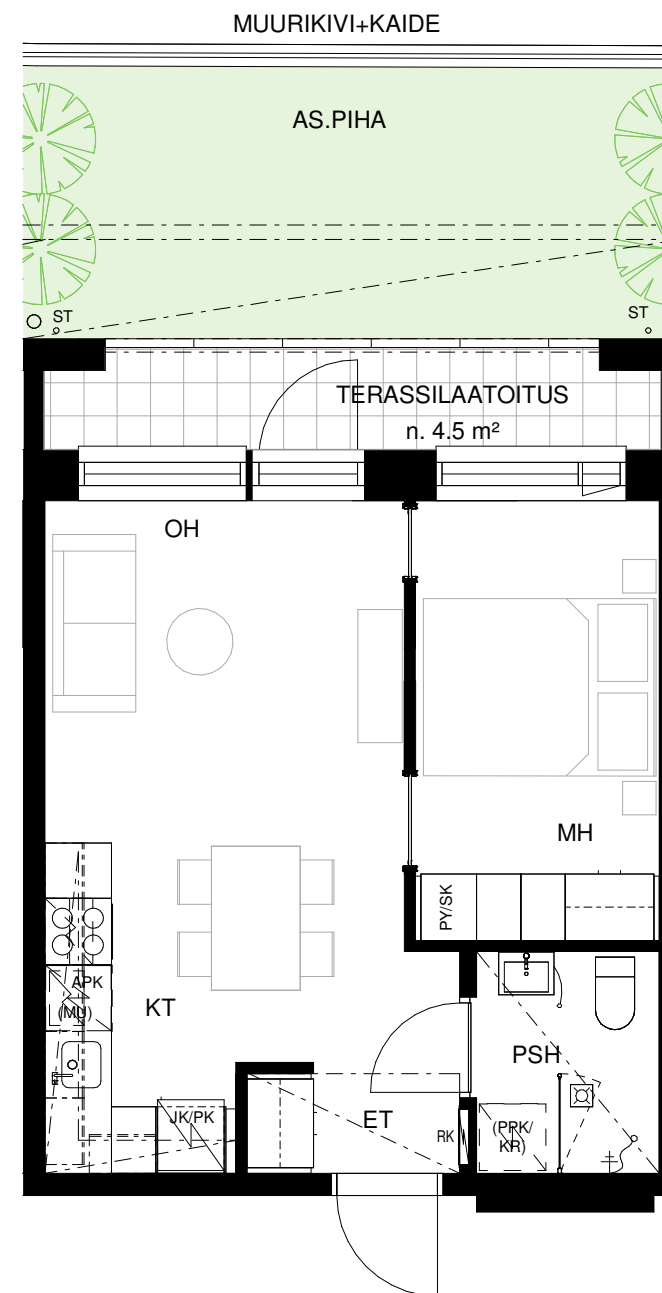 MUURIKIVI+KAIDE
AS.PIHA
ST
ST
TERASSILAATOITUS
n. 4.5 m²
OH
MH
PY/SK
APK
(MU)
KT
PSH
JK/PK
ET
RK
(PPK/
KR)